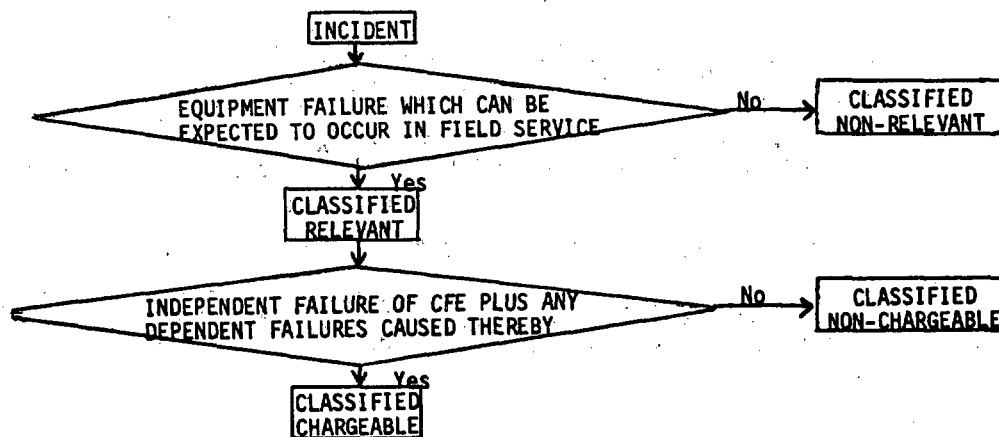 INCIDENT
EQUIPMENT FAILURE WHICH CAN BE
EXPECTED TO OCCUR IN FIELD SERVICE
No
CLASSIFIED
NON-RELEVANT
Yes
CLASSIFIED
RELEVANT
INDEPENDENT FAILURE OF CFE PLUS ANY
DEPENDENT FAILURES CAUSED THEREBY
No
CLASSIFIED
NON-CHARGEABLE
Yes
CLASSIFIED
CHARGEABLE